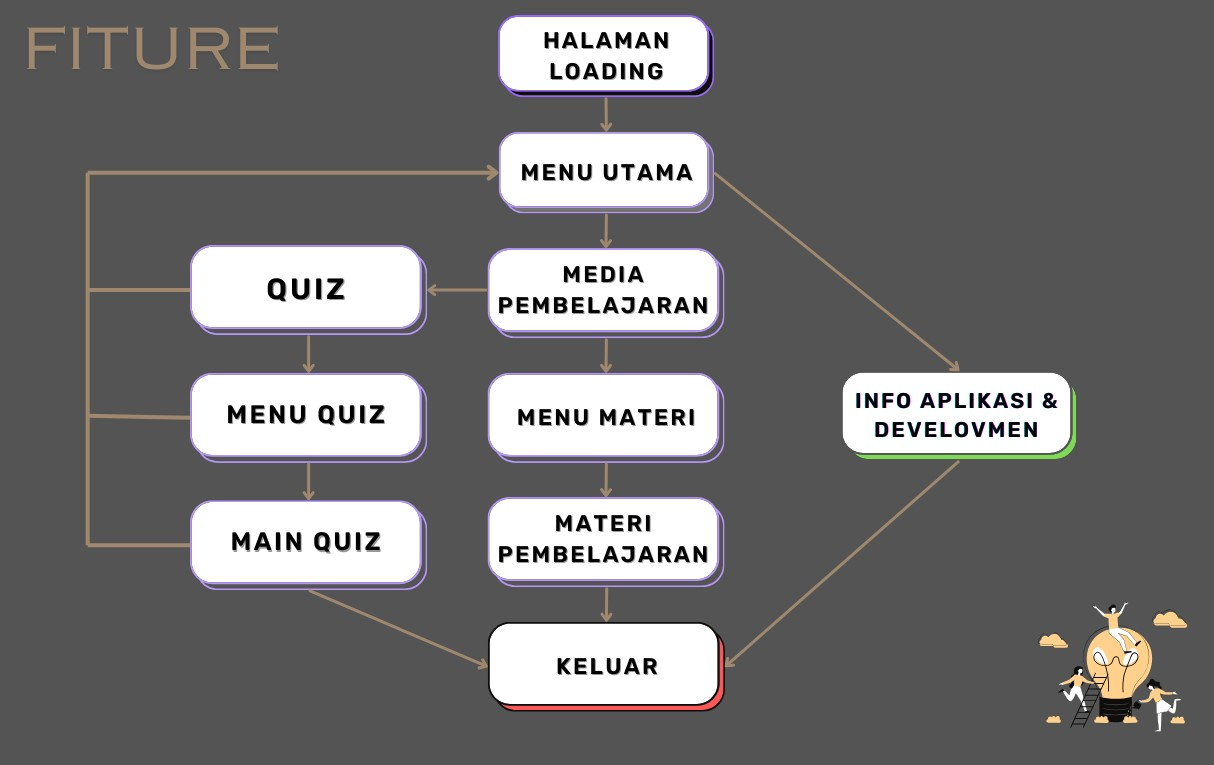 FITURE
HALAMAN
LOADING
MENU UTAMA
QUIZ
MEDIA
PEMBELAJARAN
MENU QUIZ
MENU MATERI
INFO APLIKASI &
DEVELOVMEN
MAIN QUIZ
MATERI
PEMBELAJARAN
KELUAR